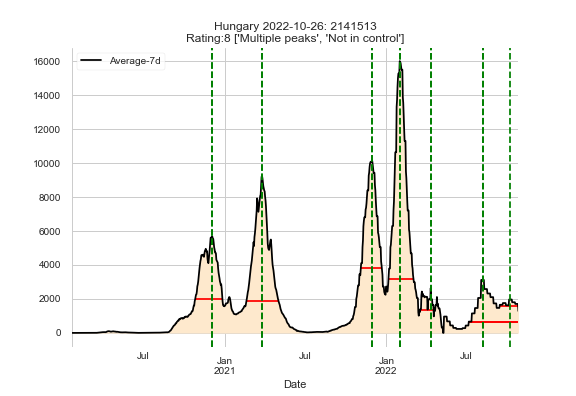 Hungary 2022-10-26: 2141513
Rating:8 ['Multiple peaks', 'Not in control']
Average-7d
16000
14000
12000
10000
8000
6000
4000
2000
0
Jul
Jan
2021
Jul
Jan
2022
Jul
Date